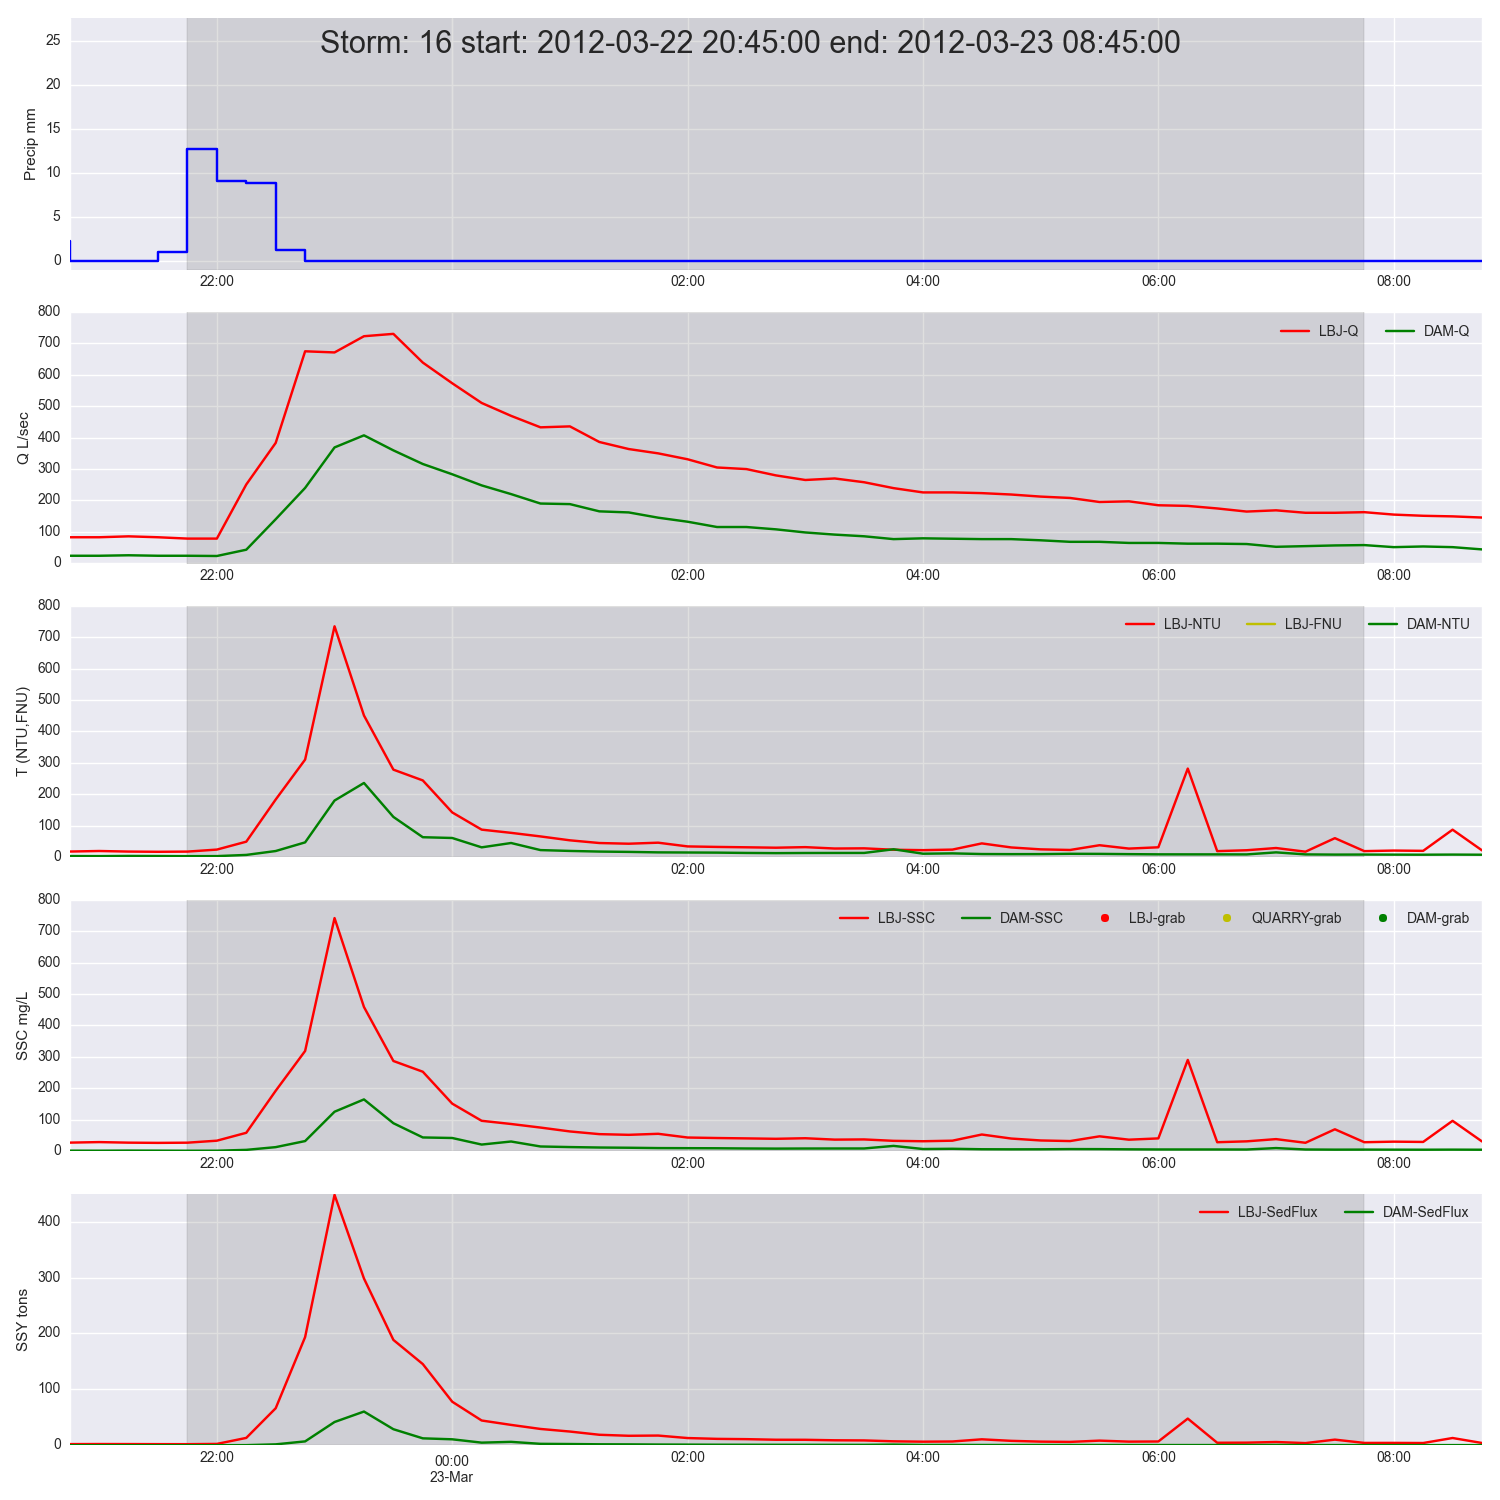 Storm: 16 start: 2012-03-22 20:45:00 end: 2012-03-23 08:45:00
Precip mm
25
20
15
10
5
0
22:00 02:00 04:00 06:00 08:00
LBJ-Q DAM-Q
Q L/sec
800
700
600
500
400
300
200
100
0
22:00 02:00 04:00 06:00 08:00
LBJ-NTU LBJ-FNU DAM-NTU
T (NTU,FNU)
800
700
600
500
400
300
200
100
0
22:00 02:00 04:00 06:00 08:00
LBJ-SSC DAM-SSC LBJ-grab QUARRY-grab DAM-grab
SSC mg/L
800
700
600
500
400
300
200
100
0
22:00 02:00 04:00 06:00 08:00
LBJ-SedFlux DAM-SedFlux
SSY tons
400
300
200
100
0
22:00 00:00 02:00 04:00 06:00 08:00
23-Mar